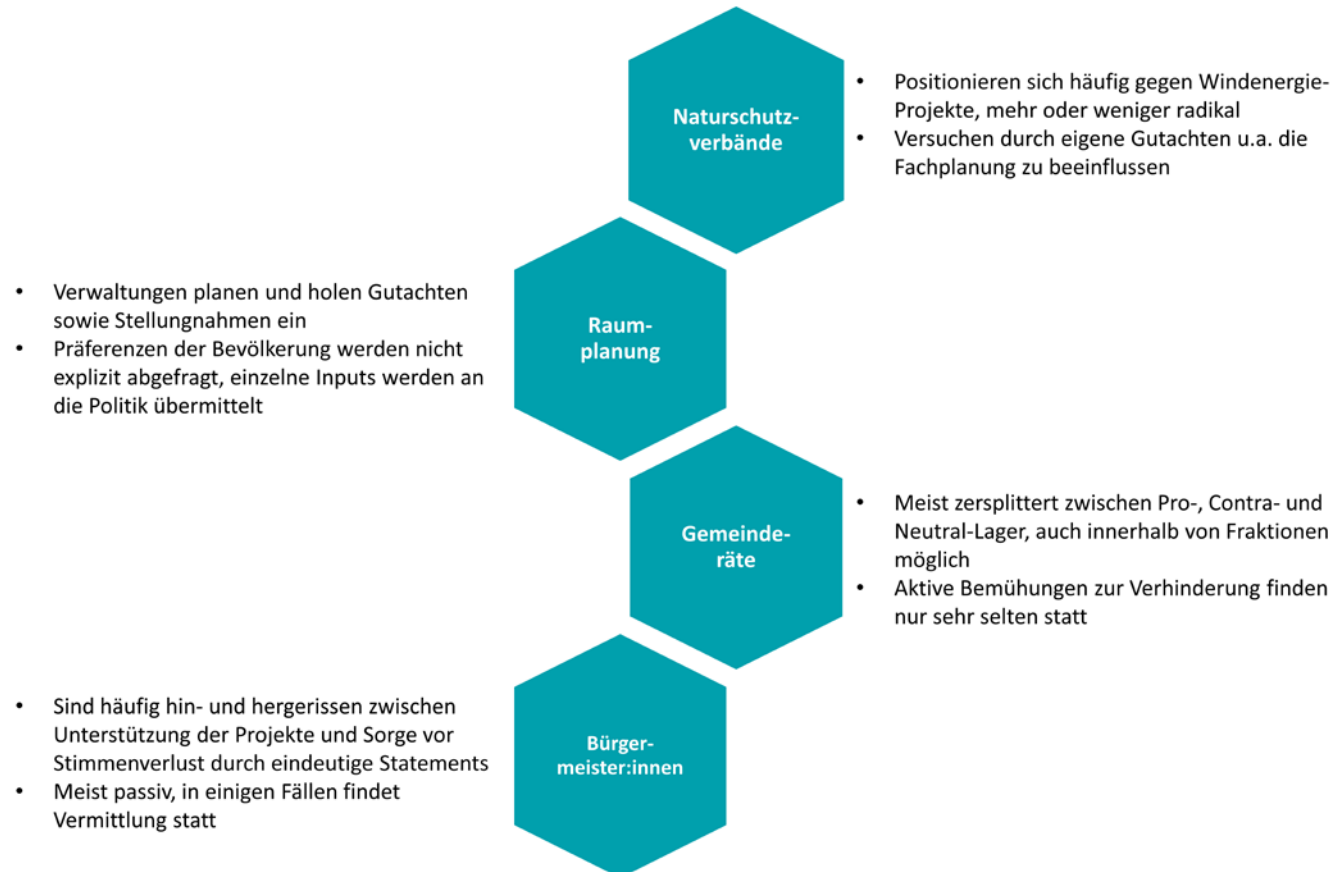 Naturschutz-
verbände
• Positionieren sich häufig gegen Windenergie-
Projekte, mehr oder weniger radikal
• Versuchen durch eigene Gutachten u.a. die
Fachplanung zu beeinflussen
• Verwaltungen planen und holen Gutachten
sowie Stellungnahmen ein
• Präferenzen der Bevölkerung werden nicht
explizit abgefragt, einzelne Inputs werden an
die Politik übermittelt
Raum-
planung
Gemeinde-
räte
• Meist zersplittert zwischen Pro-, Contra- und
Neutral-Lager, auch innerhalb von Fraktionen
möglich
• Aktive Bemühungen zur Verhinderung finden
nur sehr selten statt
• Sind häufig hin- und hergerissen zwischen
Unterstützung der Projekte und Sorge vor
Stimmenverlust durch eindeutige Statements
• Meist passiv, in einigen Fällen findet
Vermittlung statt
Bürger-
meister:innen